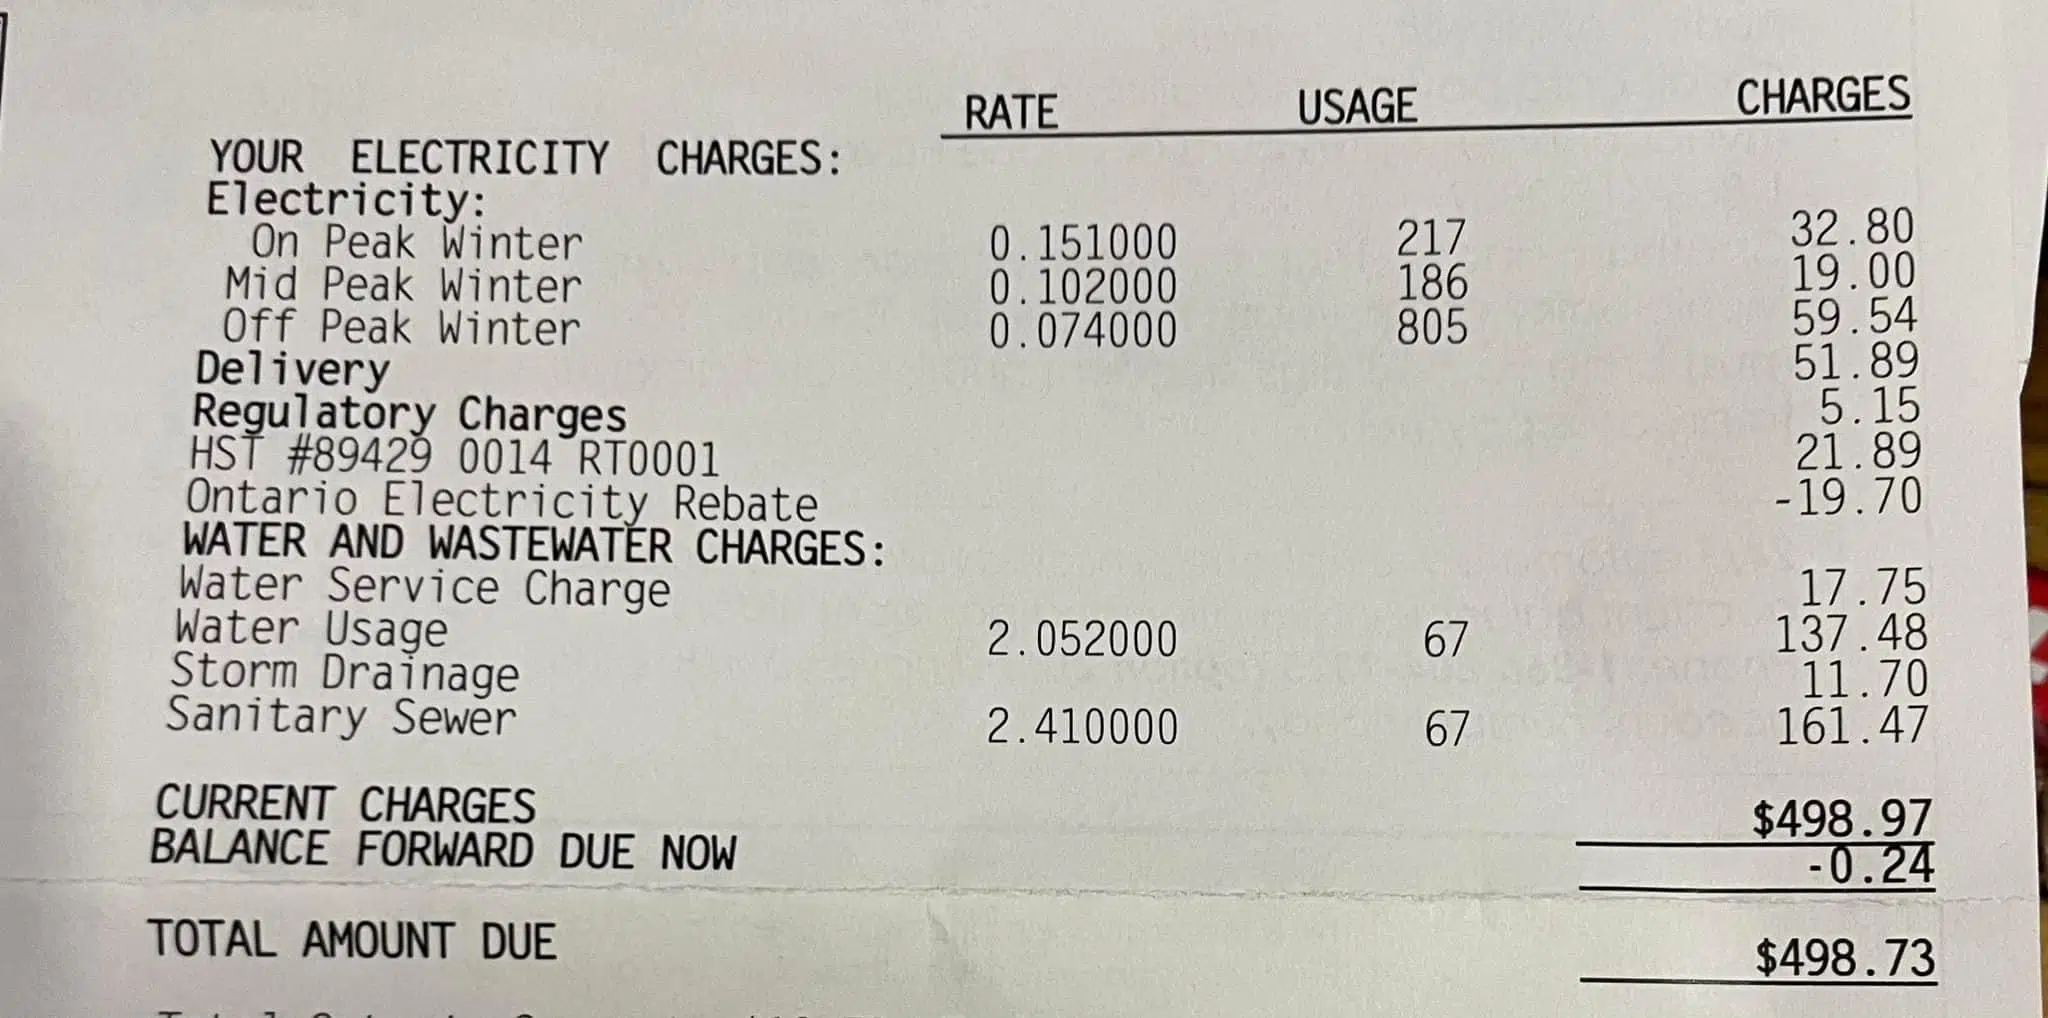 RATE USAGE CHARGES
YOUR ELECTRICITY CHARGES:
Electricity:
On Peak Winter 0.151000 217 32.80
Mid Peak Winter 0.102000 186 19.00
Off Peak Winter 0.074000 805 59.54
Delivery 51.89
Regulatory Charges 5.15
HST #89429 0014 RT0001 21.89
Ontario Electricity Rebate -19.70
WATER AND WASTEWATER CHARGES:
Water Service Charge 17.75
Water Usage 2.052000 67 137.48
Storm Drainage 11.70
Sanitary Sewer 2.410000 67 161.47
CURRENT CHARGES $498.97
BALANCE FORWARD DUE NOW -0.24
TOTAL AMOUNT DUE $498.73